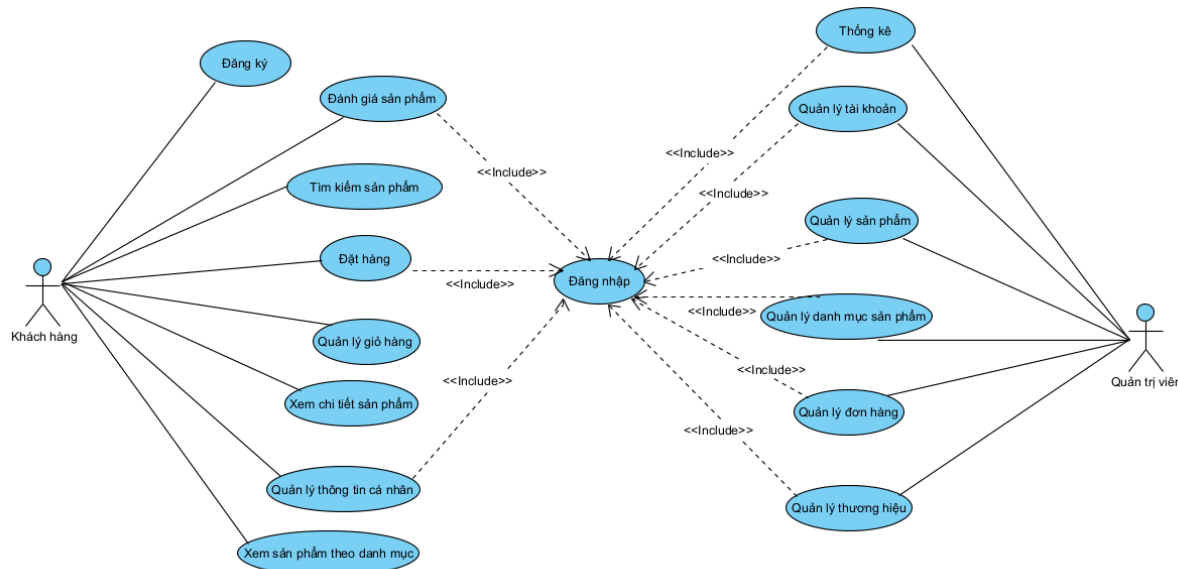 Thống kê
Đăng ký
Đánh giá sản phẩm
Quản lý tài khoản
<<Include>>
<<Include>>
<<Include>>
Tìm kiếm sản phẩm
Quản lý sản phẩm
Đặt hàng
<<Include>>
Đăng nhập
<<Include>>
<<Include>>
Quản lý danh mục sản phẩm
Khách hàng
Quản lý giỏ hàng
<<Include>>
<<Include>>
Quản trị viên
Xem chi tiết sản phẩm
Quản lý đơn hàng
<<Include>>
Quản lý thông tin cá nhân
Quản lý thương hiệu
Xem sản phẩm theo danh mục